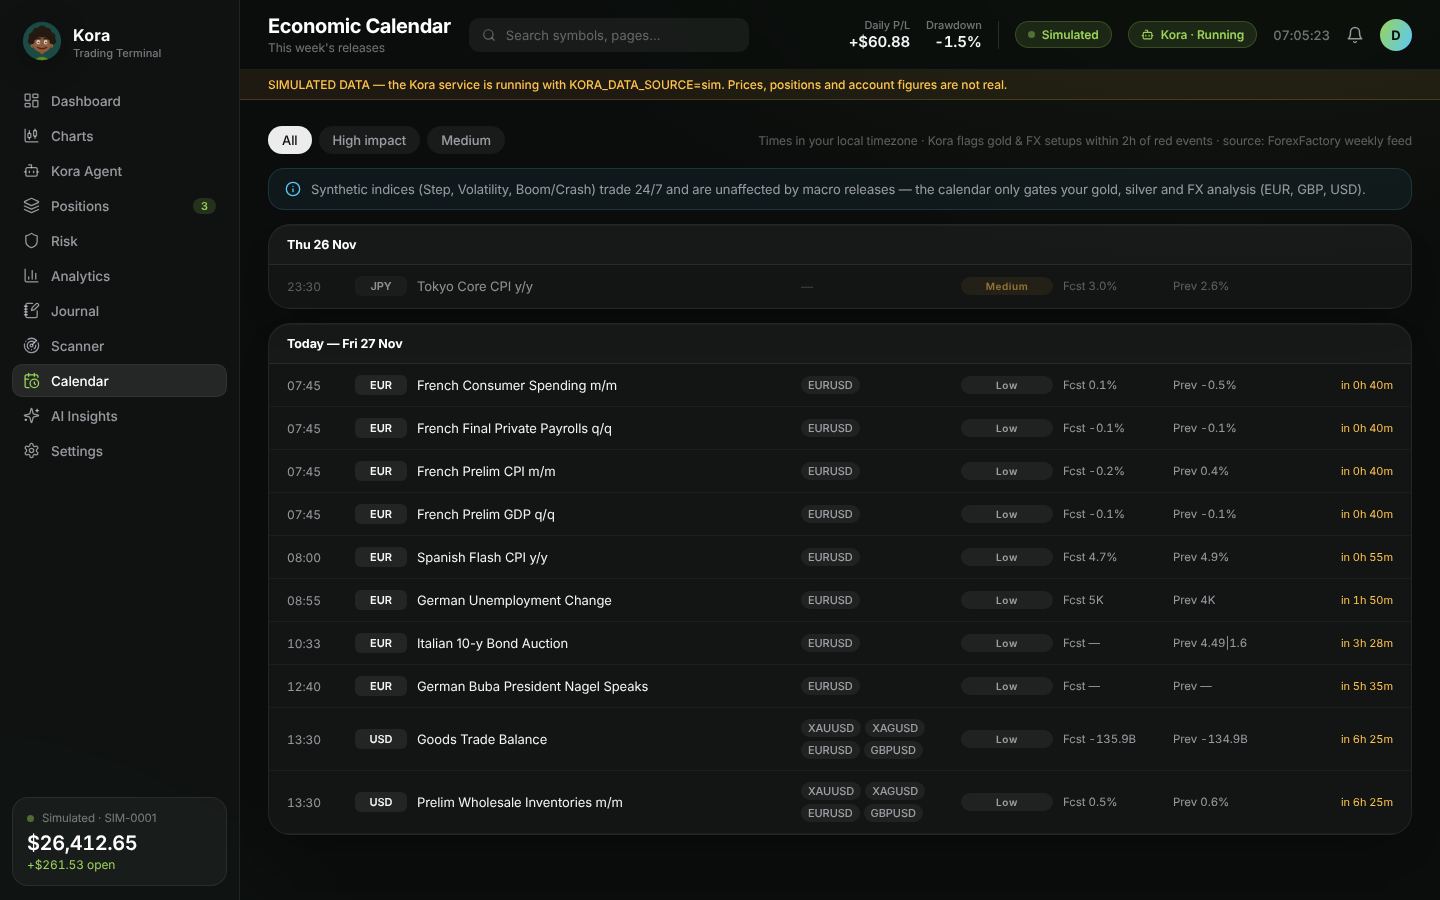 Kora
Trading Terminal
Dashboard
Charts
Kora Agent
Positions 3
Risk
Analytics
Journal
Scanner
Calendar
AI Insights
Settings
Simulated · SIM-0001
$26,412.65
+$261.53 open
Economic Calendar
This week's releases
Search symbols, pages...
Daily P/L
+$60.88
Drawdown
-1.5%
Simulated
Kora · Running
07:05:23
D
SIMULATED DATA — the Kora service is running with KORA_DATA_SOURCE=sim. Prices, positions and account figures are not real.
All High impact Medium
Times in your local timezone · Kora flags gold & FX setups within 2h of red events · source: ForexFactory weekly feed
Synthetic indices (Step, Volatility, Boom/Crash) trade 24/7 and are unaffected by macro releases — the calendar only gates your gold, silver and FX analysis (EUR, GBP, USD).
Thu 26 Nov
23:30 JPY Tokyo Core CPI y/y — Medium Fcst 3.0% Prev 2.6%
Today — Fri 27 Nov
07:45 EUR French Consumer Spending m/m EURUSD Low Fcst 0.1% Prev -0.5% in 0h 40m
07:45 EUR French Final Private Payrolls q/q EURUSD Low Fcst -0.1% Prev -0.1% in 0h 40m
07:45 EUR French Prelim CPI m/m EURUSD Low Fcst -0.2% Prev 0.4% in 0h 40m
07:45 EUR French Prelim GDP q/q EURUSD Low Fcst -0.1% Prev -0.1% in 0h 40m
08:00 EUR Spanish Flash CPI y/y EURUSD Low Fcst 4.7% Prev 4.9% in 0h 55m
08:55 EUR German Unemployment Change EURUSD Low Fcst 5K Prev 4K in 1h 50m
10:33 EUR Italian 10-y Bond Auction EURUSD Low Fcst — Prev 4.49|1.6 in 3h 28m
12:40 EUR German Buba President Nagel Speaks EURUSD Low Fcst — Prev — in 5h 35m
13:30 USD Goods Trade Balance XAUUSD XAGUSD EURUSD GBPUSD Low Fcst -135.9B Prev -134.9B in 6h 25m
13:30 USD Prelim Wholesale Inventories m/m XAUUSD XAGUSD EURUSD GBPUSD Low Fcst 0.5% Prev 0.6% in 6h 25m